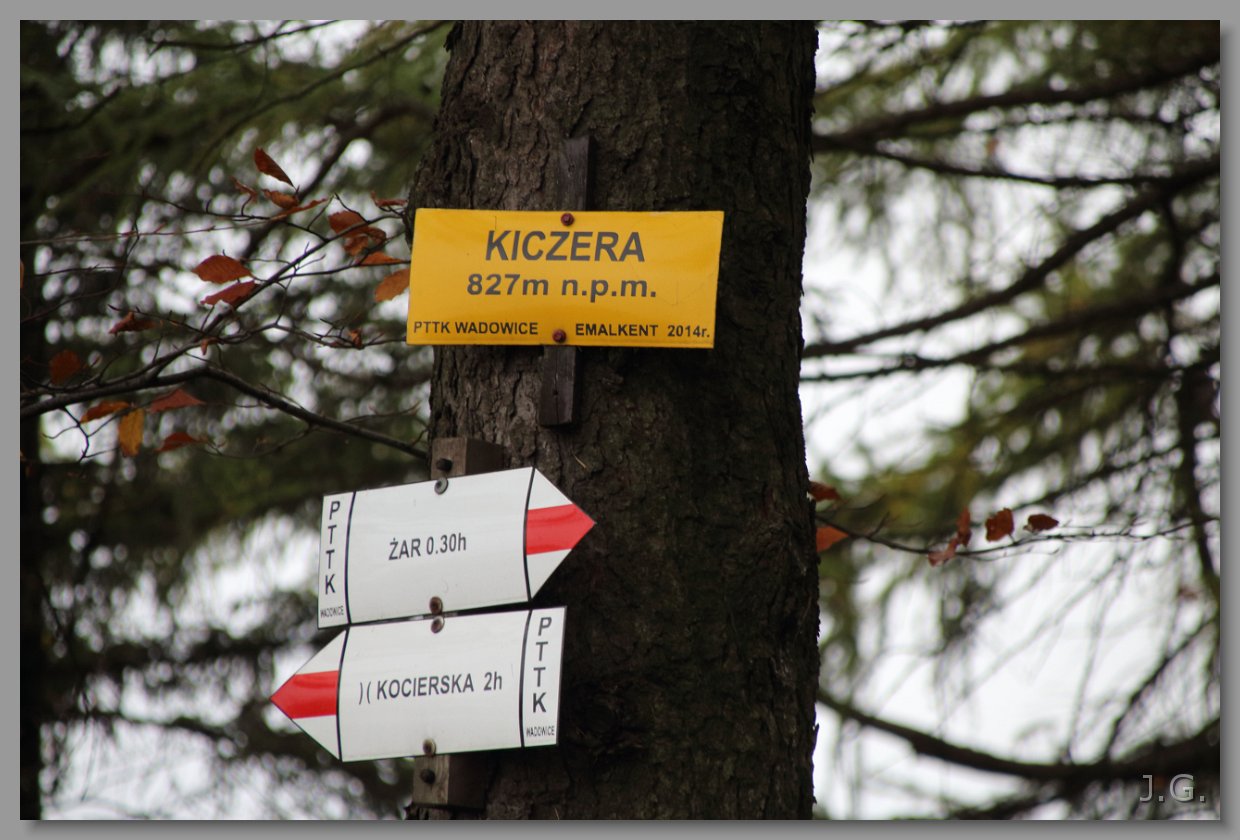 KICZERA
827m n.p.m.
PTTK WADOWICE EMALKENT 2014r.
PTTK
WADOWICE
ŻAR 0.30h
)( KOCIERSKA 2h
PTTK
WADOWICE
J.G.